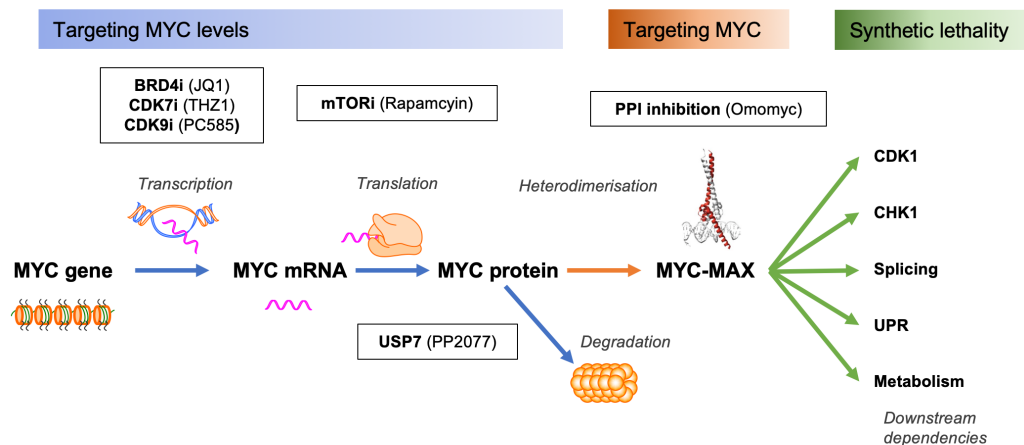 Targeting MYC levels
Targeting MYC
Synthetic lethality
BRD4i (JQ1)
CDK7i (THZ1)
CDK9i (PC585)
mTORi (Rapamcyin)
PPI inhibition (Omomyc)
Transcription
Translation
Heterodimerisation
MYC gene
MYC mRNA
MYC protein
MYC-MAX
USP7 (PP2077)
Degradation
CDK1
CHK1
Splicing
UPR
Metabolism
Downstream
dependencies